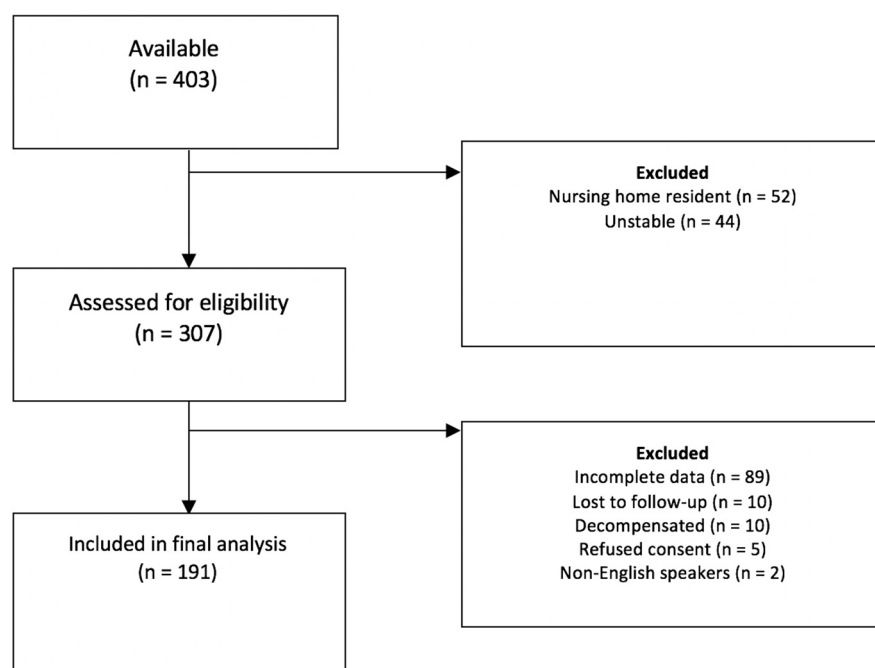 Available
(n = 403)
Excluded
Nursing home resident (n = 52)
Unstable (n = 44)
Assessed for eligibility
(n = 307)
Excluded
Incomplete data (n = 89)
Lost to follow-up (n = 10)
Decompensated (n = 10)
Refused consent (n = 5)
Non-English speakers (n = 2)
Included in final analysis
(n = 191)